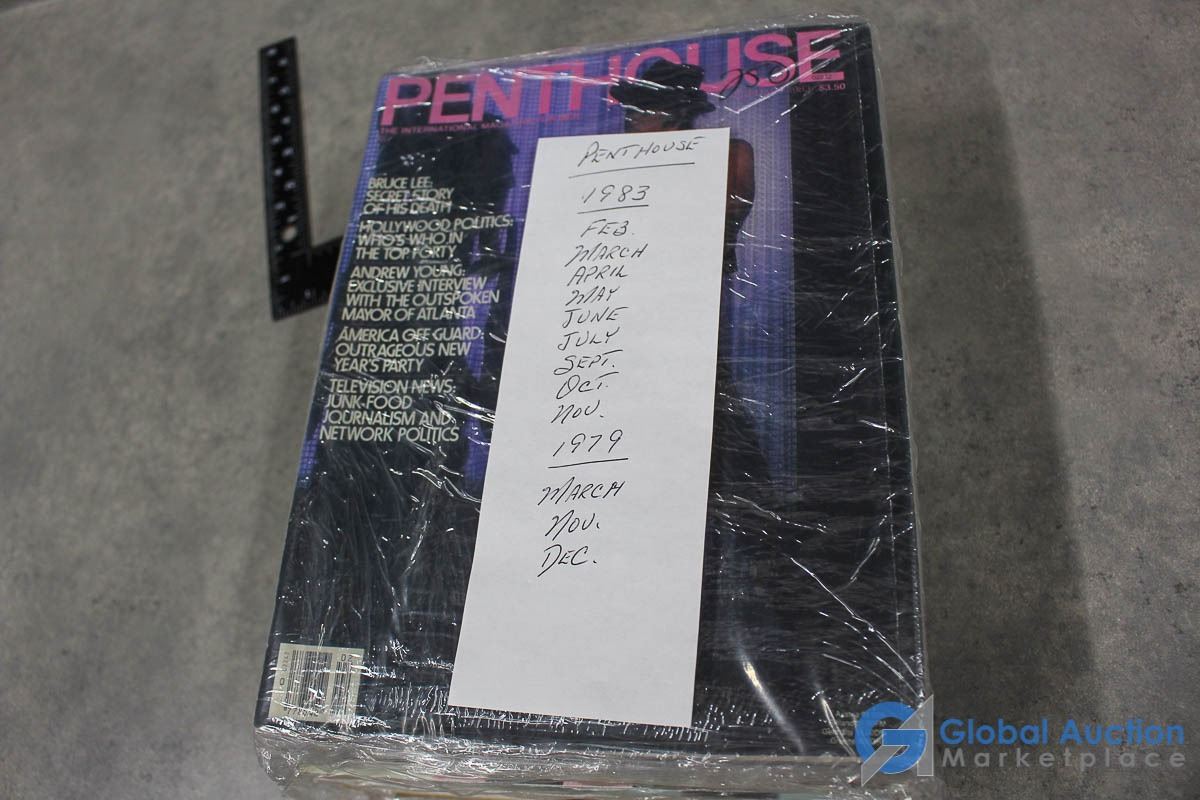 PENTHOUSE
THE INTERNATIONAL
$3.50
BRUCE LEE:
SECRET STORY
OF HIS DEATH
HOLLYWOOD POLITICS:
WHO'S WHO IN
THE TOP FORTY
ANDREW YOUNG:
EXCLUSIVE INTERVIEW
WITH THE OUTSPOKEN
MAYOR OF ATLANTA
AMERICA OFF GUARD:
OUTRAGEOUS NEW
YEAR'S PARTY
TELEVISION NEWS:
JUNK-FOOD
JOURNALISM AND
NETWORK POLITICS
PENTHOUSE
1983
FEB.
MARCH
APRIL
MAY
JUNE
JULY
SEPT.
OCT.
NOV.
1979
MARCH
NOV.
DEC.
02
Global Auction
Marketplace